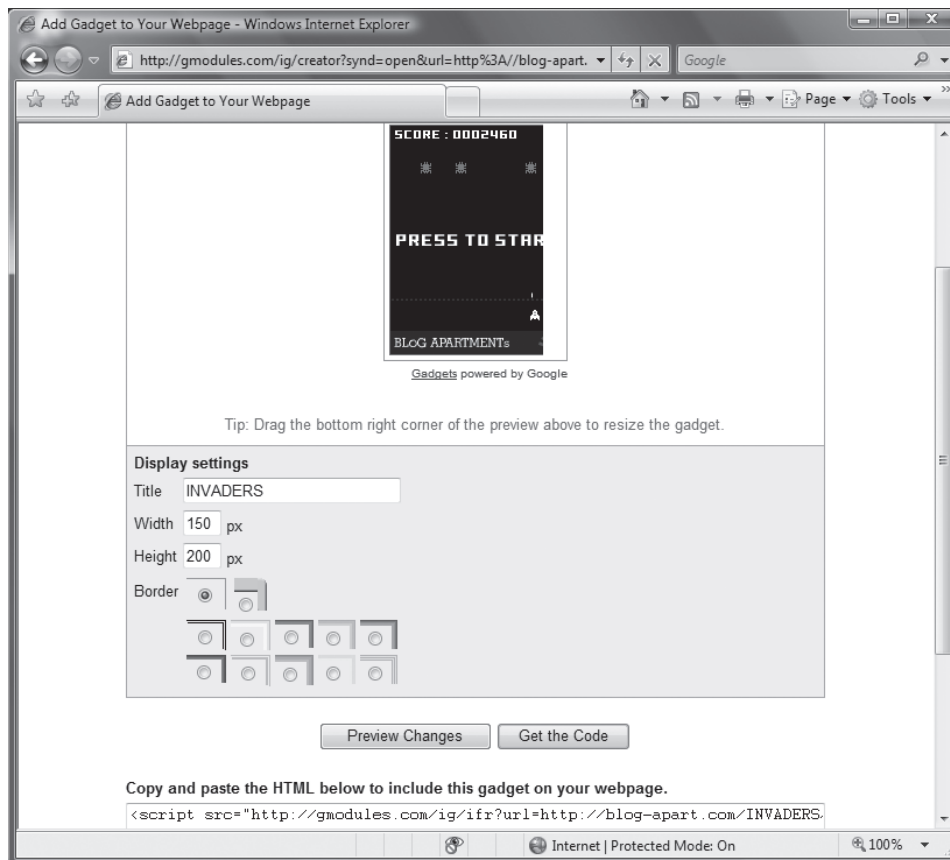 Add Gadget to Your Webpage - Windows Internet Explorer
http://gmodules.com/ig/creator?synd=open&url=http%3A//blog-apart.
Google
Add Gadget to Your Webpage
Page
Tools
SCORE : 0002460
PRESS TO STAR
BLoG APARTMENTs
Gadgets powered by Google
Tip: Drag the bottom right corner of the preview above to resize the gadget.
Display settings
Title INVADERS
Width 150 px
Height 200 px
Border
Preview Changes Get the Code
Copy and paste the HTML below to include this gadget on your webpage.
<script src="http://gmodules.com/ig/ifr?url=http://blog-apart.com/INVADERS.
Internet | Protected Mode: On
100%